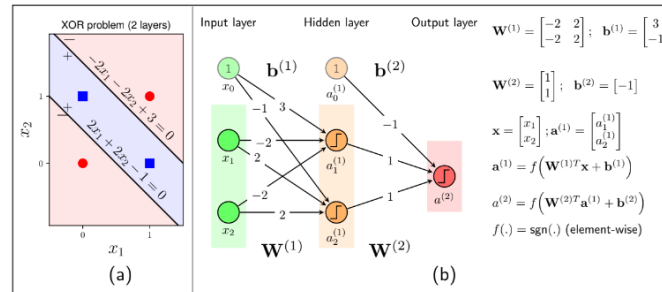 XOR problem (2 layers)
−2x₁ − 2x₂ + 3 = 0
2x₁ + 2x₂ − 1 = 0
+
−
+
−
x₂
1
0
0
1
x₁
(a)
Input layer
Hidden layer
Output layer
1
x₀
b⁽¹⁾
1
a₀⁽¹⁾
b⁽²⁾
x₁
x₂
a₁⁽¹⁾
a₂⁽¹⁾
a⁽²⁾
3
−1
−2
2
−2
2
−1
1
1
W⁽¹⁾
W⁽²⁾
(b)
W⁽¹⁾ = [−2 2; −2 2] ; b⁽¹⁾ = [3; −1
W⁽²⁾ = [1; 1] ; b⁽²⁾ = [−1]
x = [x₁; x₂] ; a⁽¹⁾ = [a₁⁽¹⁾; a₂⁽¹⁾]
a⁽¹⁾ = f(W⁽¹⁾ᵀx + b⁽¹⁾)
a⁽²⁾ = f(W⁽²⁾ᵀa⁽¹⁾ + b⁽²⁾)
f(.) = sgn(.) (element-wise)